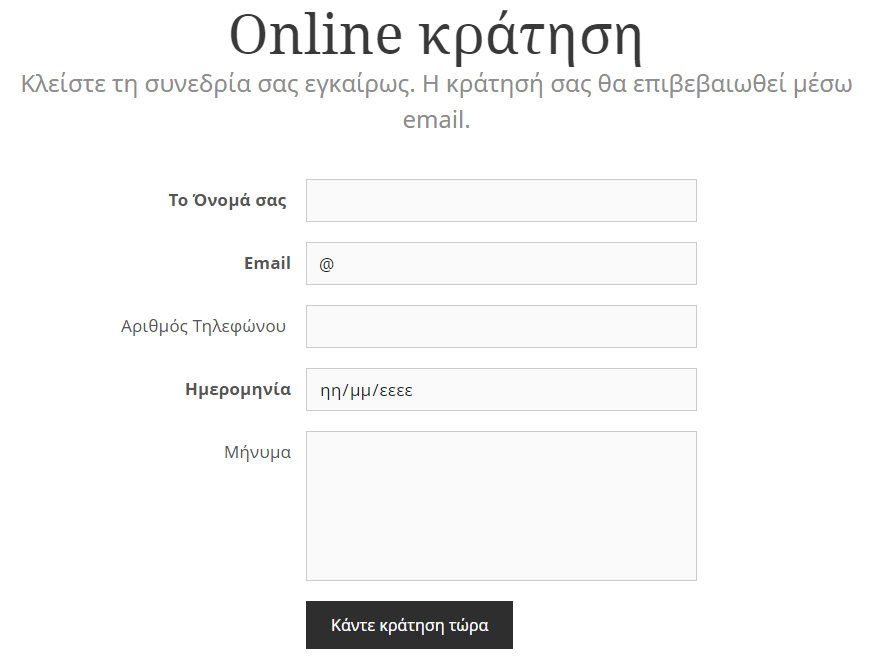 Online κράτηση
Κλείστε τη συνεδρία σας εγκαίρως. Η κράτησή σας θα επιβεβαιωθεί μέσω
email.
Το Όνομά σας
Email
@
Αριθμός Τηλεφώνου
Ημερομηνία
ηη/μμ/εεεε
Μήνυμα
Κάντε κράτηση τώρα